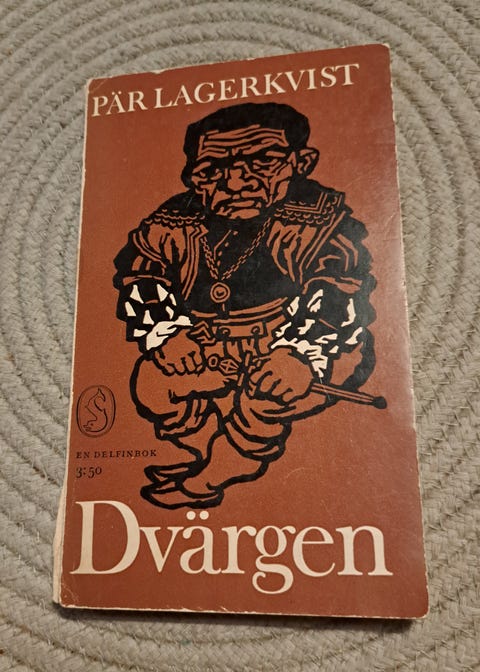 PÄR LAGERKVIST
EN DELFINBOK
3:50
Dvärgen